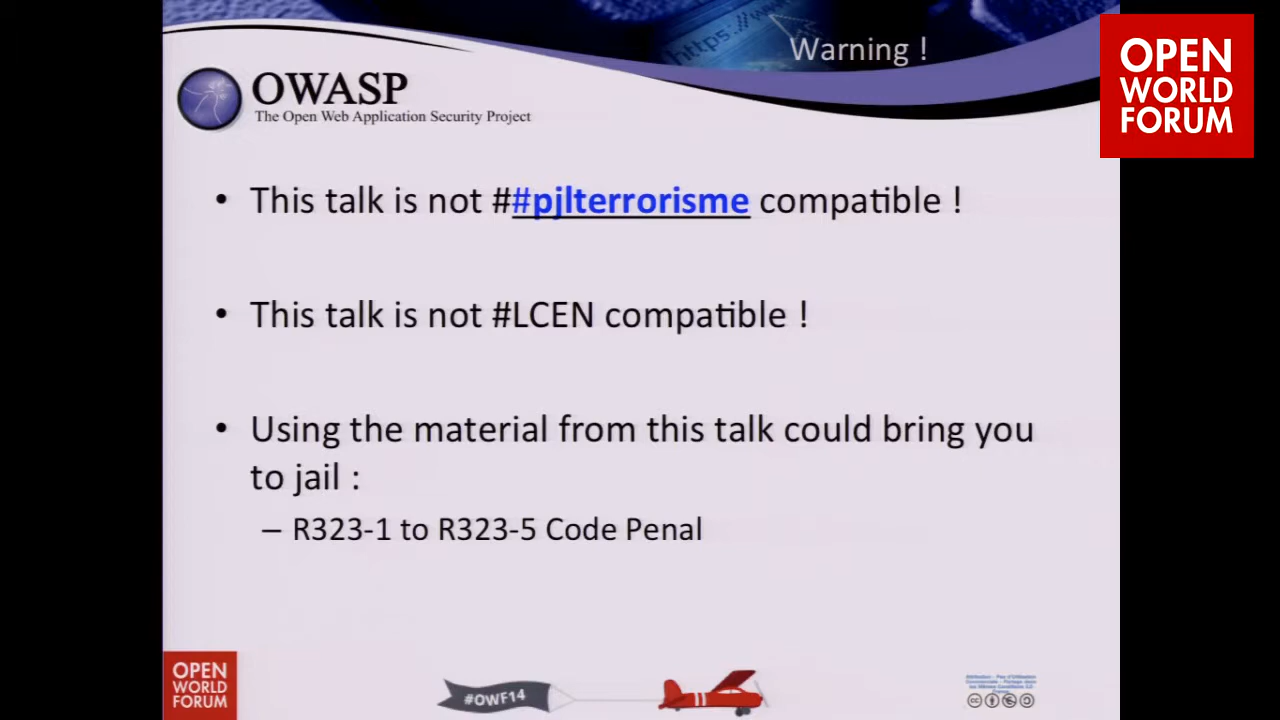 https://www
Warning !
OPEN
WORLD
FORUM
OWASP
The Open Web Application Security Project
• This talk is not ##pjlterrorisme compatible !
• This talk is not #LCEN compatible !
• Using the material from this talk could bring you
to jail :
– R323-1 to R323-5 Code Penal
OPEN
WORLD
FORUM
#OWF14